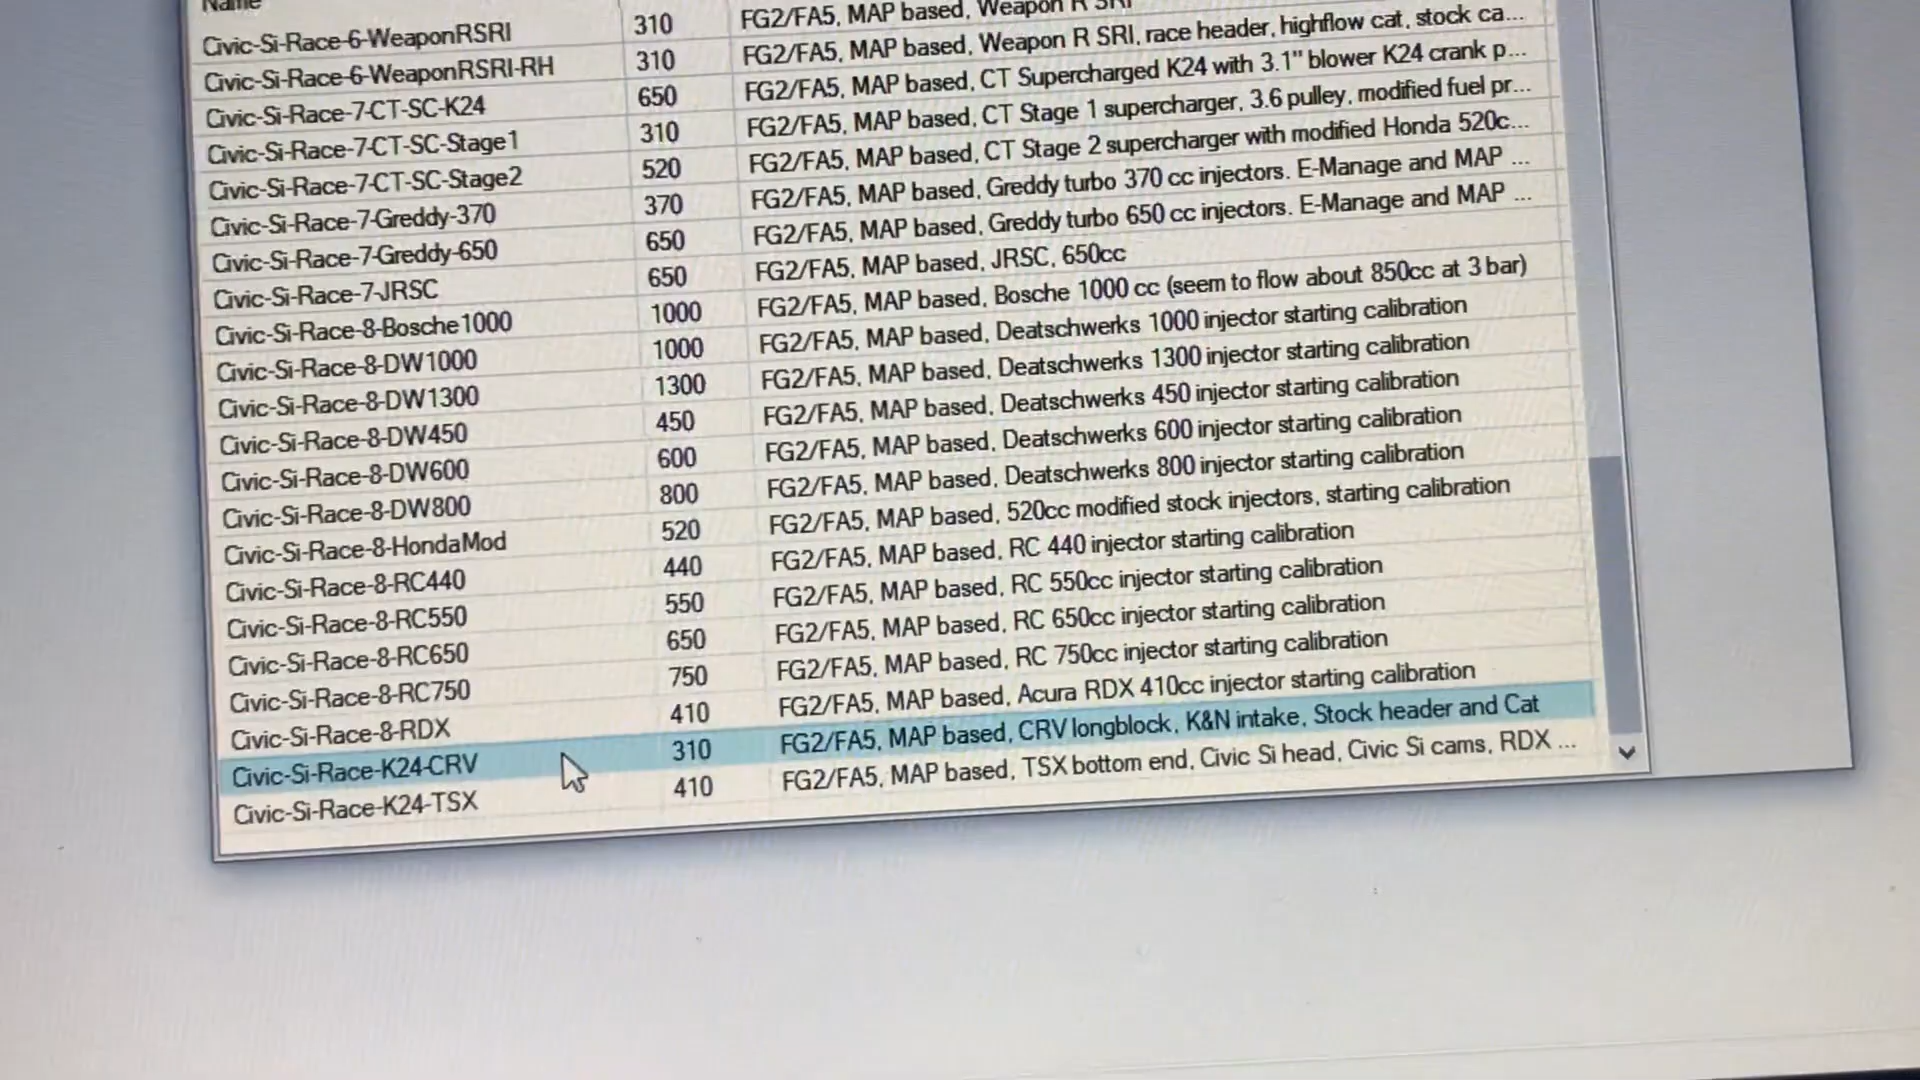 Name
Civic-Si-Race-6-WeaponRSRI 310 FG2/FA5, MAP based, Weapon R SRI
Civic-Si-Race-6-WeaponRSRI-RH 310 FG2/FA5, MAP based, Weapon R SRI, race header, highflow cat, stock ca...
Civic-Si-Race-7-CT-SC-K24 650 FG2/FA5, MAP based, CT Supercharged K24 with 3.1" blower K24 crank p...
Civic-Si-Race-7-CT-SC-Stage1 310 FG2/FA5, MAP based, CT Stage 1 supercharger, 3.6 pulley, modified fuel pr...
Civic-Si-Race-7-CT-SC-Stage2 520 FG2/FA5, MAP based, CT Stage 2 supercharger with modified Honda 520c...
Civic-Si-Race-7-Greddy-370 370 FG2/FA5, MAP based, Greddy turbo 370 cc injectors. E-Manage and MAP ...
Civic-Si-Race-7-Greddy-650 650 FG2/FA5, MAP based, Greddy turbo 650 cc injectors. E-Manage and MAP ...
Civic-Si-Race-7-JRSC 650 FG2/FA5, MAP based, JRSC, 650cc
Civic-Si-Race-8-Bosche1000 1000 FG2/FA5, MAP based, Bosche 1000 cc (seem to flow about 850cc at 3 bar)
Civic-Si-Race-8-DW1000 1000 FG2/FA5, MAP based, Deatschwerks 1000 injector starting calibration
Civic-Si-Race-8-DW1300 1300 FG2/FA5, MAP based, Deatschwerks 1300 injector starting calibration
Civic-Si-Race-8-DW450 450 FG2/FA5, MAP based, Deatschwerks 450 injector starting calibration
Civic-Si-Race-8-DW600 600 FG2/FA5, MAP based, Deatschwerks 600 injector starting calibration
Civic-Si-Race-8-DW800 800 FG2/FA5, MAP based, Deatschwerks 800 injector starting calibration
Civic-Si-Race-8-HondaMod 520 FG2/FA5, MAP based, 520cc modified stock injectors, starting calibration
Civic-Si-Race-8-RC440 440 FG2/FA5, MAP based, RC 440 injector starting calibration
Civic-Si-Race-8-RC550 550 FG2/FA5, MAP based, RC 550cc injector starting calibration
Civic-Si-Race-8-RC650 650 FG2/FA5, MAP based, RC 650cc injector starting calibration
Civic-Si-Race-8-RC750 750 FG2/FA5, MAP based, RC 750cc injector starting calibration
Civic-Si-Race-8-RDX 410 FG2/FA5, MAP based, Acura RDX 410cc injector starting calibration
Civic-Si-Race-K24-CRV 310 FG2/FA5, MAP based, CRV longblock, K&N intake, Stock header and Cat
Civic-Si-Race-K24-TSX 410 FG2/FA5, MAP based, TSX bottom end, Civic Si head, Civic Si cams, RDX ...